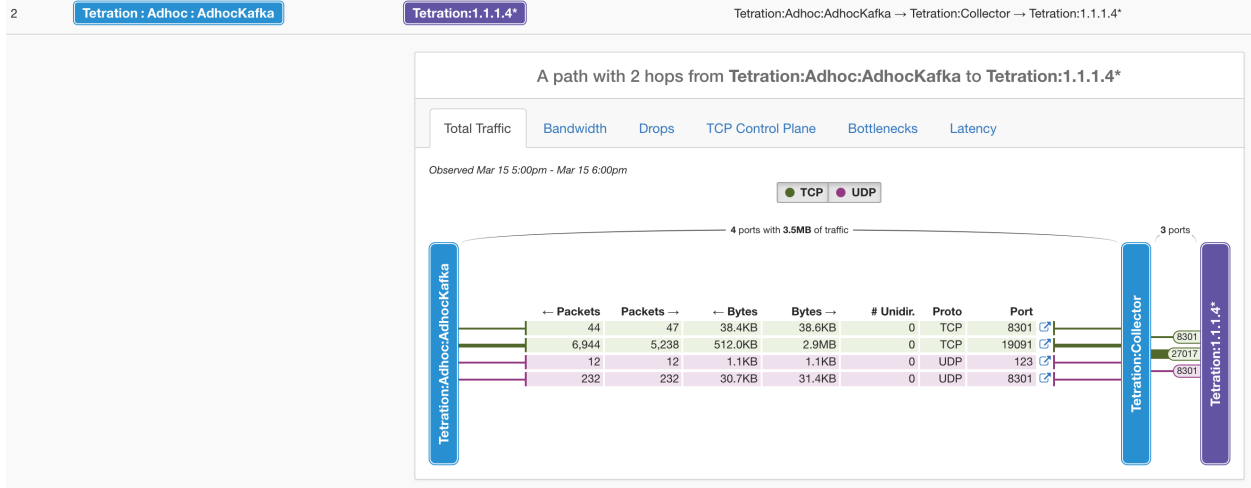 2 Tetration : Adhoc : AdhocKafka Tetration:1.1.1.4* Tetration:Adhoc:AdhocKafka → Tetration:Collector → Tetration:1.1.1.4*
A path with 2 hops from Tetration:Adhoc:AdhocKafka to Tetration:1.1.1.4*
Total Traffic Bandwidth Drops TCP Control Plane Bottlenecks Latency
Observed Mar 15 5:00pm - Mar 15 6:00pm
TCP UDP
4 ports with 3.5MB of traffic 3 ports
Tetration:Adhoc:AdhocKafka
← Packets Packets → ← Bytes Bytes → # Unidir. Proto Port
44 47 38.4KB 38.6KB 0 TCP 8301
6,944 5,238 512.0KB 2.9MB 0 TCP 19091
12 12 1.1KB 1.1KB 0 UDP 123
232 232 30.7KB 31.4KB 0 UDP 8301
Tetration:Collector
8301
27017
8301
Tetration:1.1.1.4*